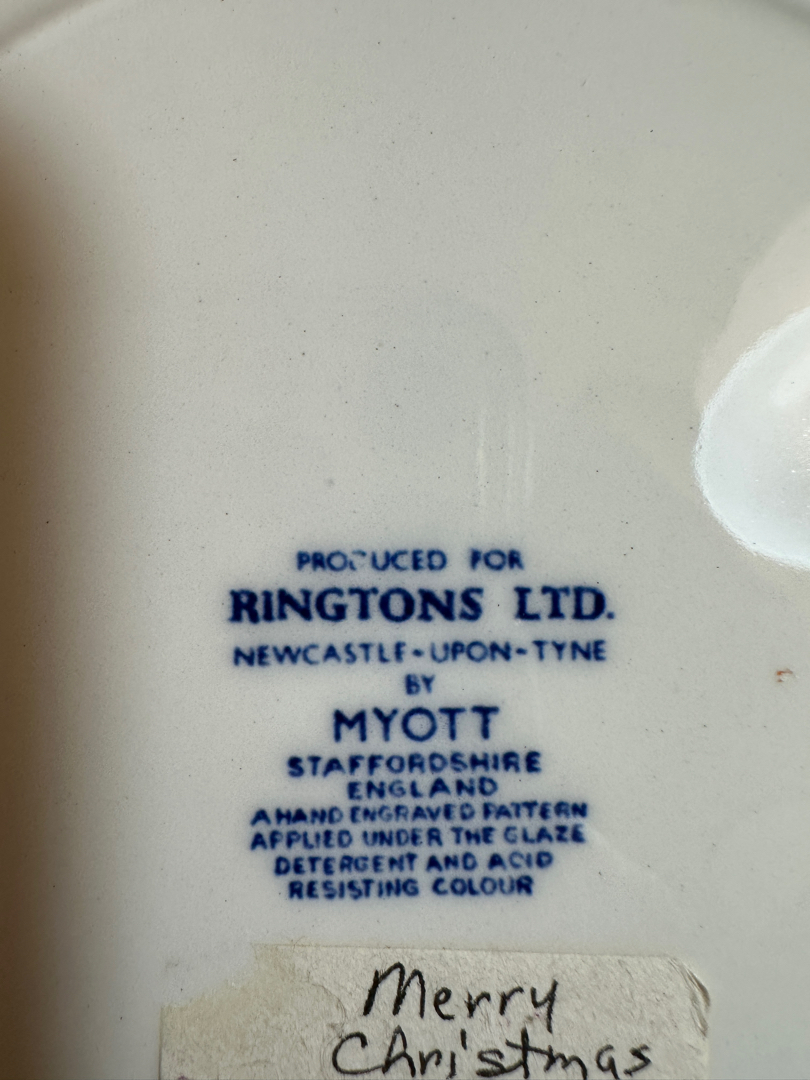 PRODUCED FOR
RINGTONS LTD.
NEWCASTLE-UPON-TYNE
BY
MYOTT
STAFFORDSHIRE
ENGLAND
A HAND ENGRAVED PATTERN
APPLIED UNDER THE GLAZE
DETERGENT AND ACID
RESISTING COLOUR
Merry
Christmas